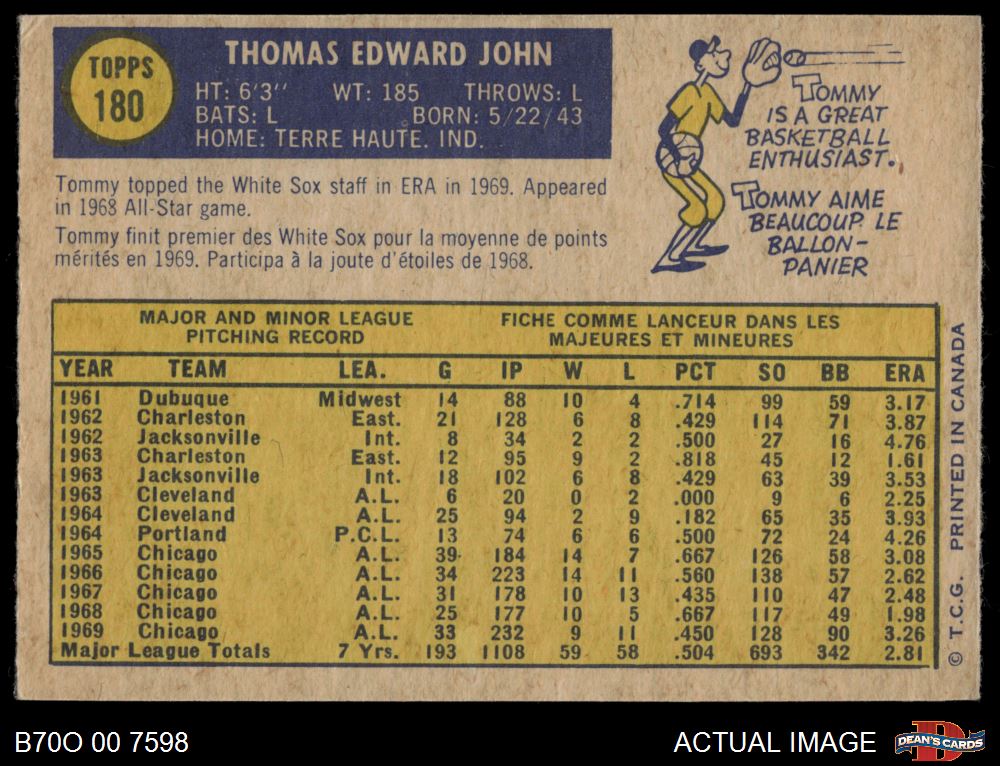 TOPPS
180
THOMAS EDWARD JOHN
HT: 6'3'' WT: 185 THROWS: L
BATS: L BORN: 5/22/43
HOME: TERRE HAUTE. IND.
Tommy topped the White Sox staff in ERA in 1969. Appeared
in 1968 All-Star game.
Tommy finit premier des White Sox pour la moyenne de points
mérités en 1969. Participa à la joute d'étoiles de 1968.
TOMMY
IS A GREAT
BASKETBALL
ENTHUSIAST.
TOMMY AIME
BEAUCOUP LE
BALLON-
PANIER
MAJOR AND MINOR LEAGUE
PITCHING RECORD
FICHE COMME LANCEUR DANS LES
MAJEURES ET MINEURES
YEAR TEAM LEA. G IP W L PCT SO BB ERA
1961 Dubuque Midwest 14 88 10 4 .714 99 59 3.17
1962 Charleston East. 21 128 6 8 .429 114 71 3.87
1962 Jacksonville Int. 8 34 2 2 .500 27 16 4.76
1963 Charleston East. 12 95 9 2 .818 45 12 1.61
1963 Jacksonville Int. 18 102 6 8 .429 63 39 3.53
1963 Cleveland A.L. 6 20 0 2 .000 9 6 2.25
1964 Cleveland A.L. 25 94 2 9 .182 65 35 3.93
1964 Portland P.C.L. 13 74 6 6 .500 72 24 4.26
1965 Chicago A.L. 39 184 14 7 .667 126 58 3.08
1966 Chicago A.L. 34 223 14 11 .560 138 57 2.62
1967 Chicago A.L. 31 178 10 13 .435 110 47 2.48
1968 Chicago A.L. 25 177 10 5 .667 117 49 1.98
1969 Chicago A.L. 33 232 9 11 .450 128 90 3.26
Major League Totals 7 Yrs. 193 1108 59 58 .504 693 342 2.81
© T.C.G. PRINTED IN CANADA
B70O 00 7598
ACTUAL IMAGE
DEAN'S CARDS